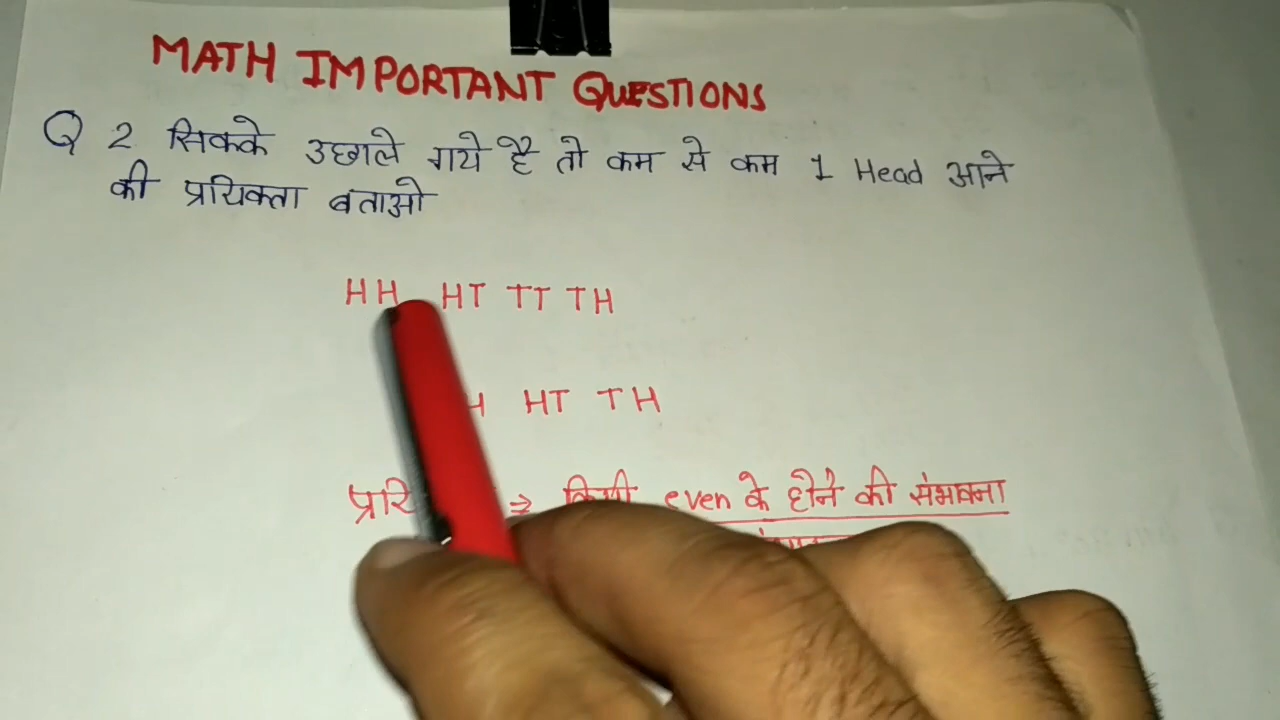 MATH IMPORTANT QUESTIONS
Q 2 सिक्के उछाले गये है तो कम से कम 1 Head आने
की प्रयिक्ता बताओ
HH HT TT TH
H HT TH
⇒ even के होने की संभावना